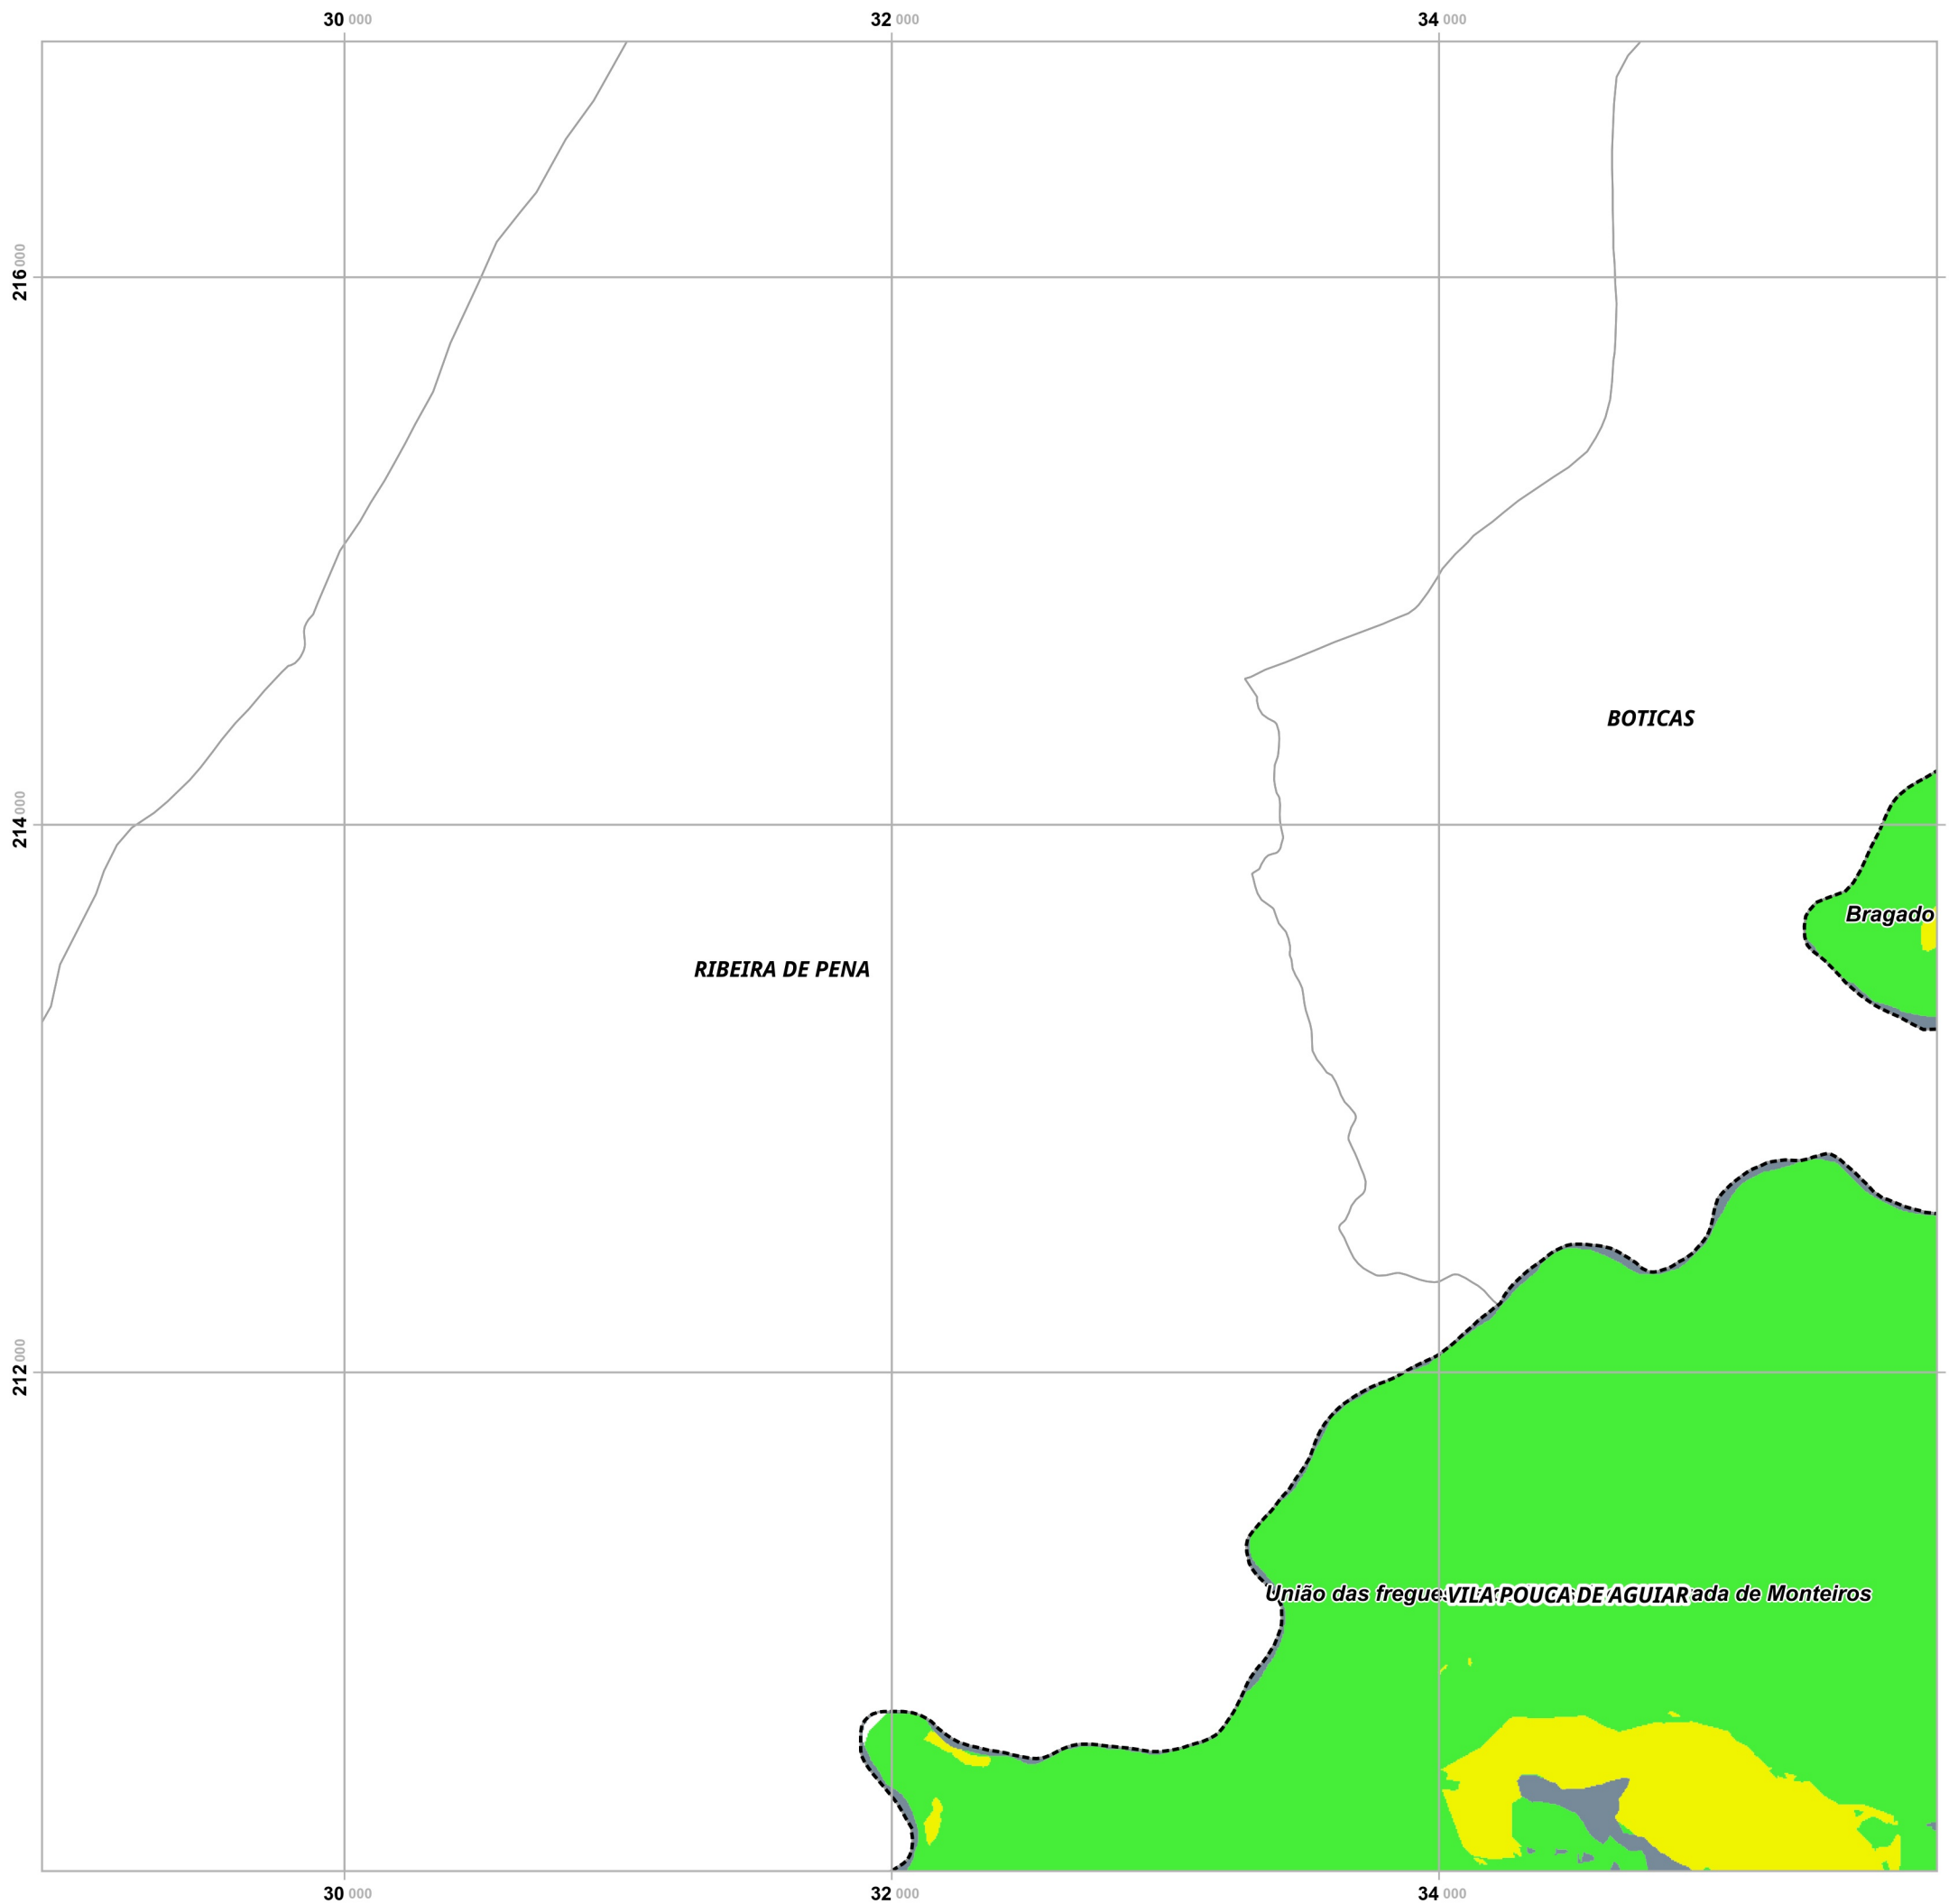 30 000 32 000 34 000
216 000
BOTICAS
214 000
Bragado
RIBEIRA DE PENA
212 000
União das fregues VILA POUCA DE AGUIAR ada de Monteiros
30 000 32 000 34 000